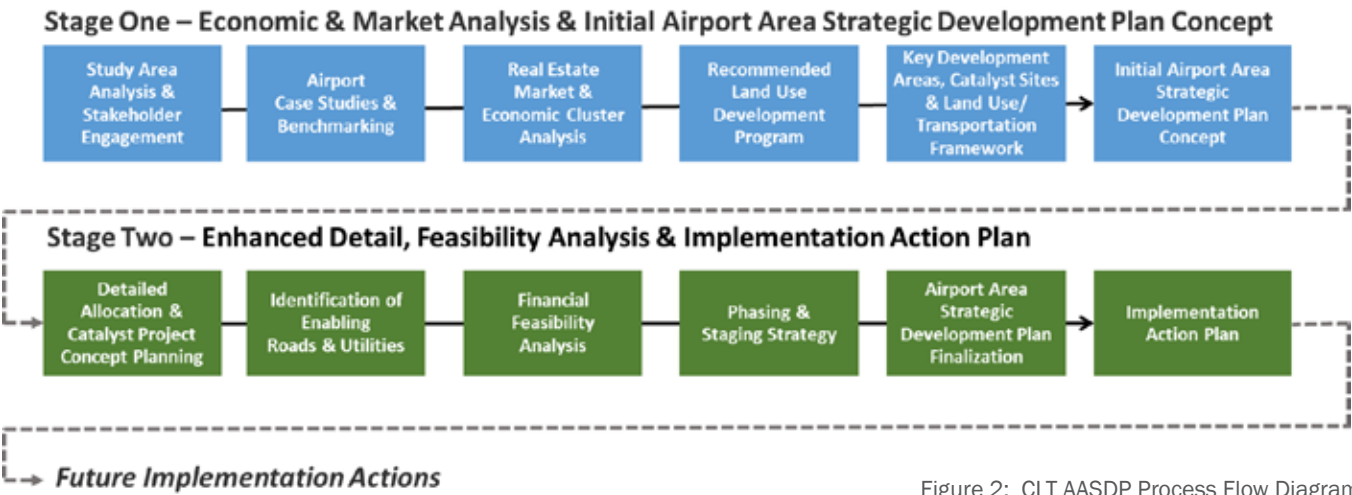 Stage One – Economic & Market Analysis & Initial Airport Area Strategic Development Plan Concept
Study Area
Analysis &
Stakeholder
Engagement
Airport
Case Studies &
Benchmarking
Real Estate
Market &
Economic Cluster
Analysis
Recommended
Land Use
Development
Program
Key Development
Areas, Catalyst Sites
& Land Use/
Transportation
Framework
Initial Airport Area
Strategic
Development Plan
Concept
Stage Two – Enhanced Detail, Feasibility Analysis & Implementation Action Plan
Detailed
Allocation &
Catalyst Project
Concept Planning
Identification of
Enabling
Roads & Utilities
Financial
Feasibility
Analysis
Phasing &
Staging Strategy
Airport Area
Strategic
Development Plan
Finalization
Implementation
Action Plan
Future Implementation Actions
Figure 2: CLT AASDP Process Flow Diagram